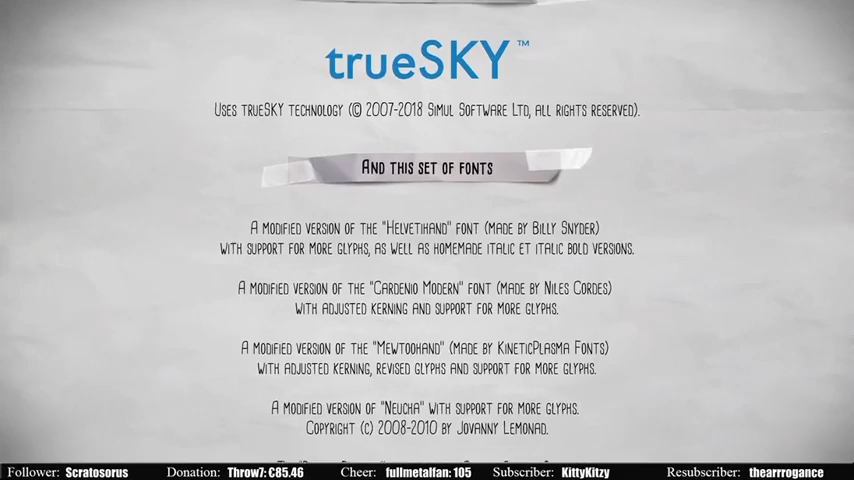 trueSKY™
Uses trueSKY technology (© 2007-2018 Simul Software Ltd, all rights reserved).
And this set of fonts
A modified version of the "Helvetihand" font (made by Billy Snyder)
with support for more glyphs, as well as homemade italic et italic bold versions.
A modified version of the "Gardenio Modern" font (made by Niles Cordes)
with adjusted kerning and support for more glyphs.
A modified version of the "Mewtoohand" (made by KineticPlasma Fonts)
with adjusted kerning, revised glyphs and support for more glyphs.
A modified version of "Neucha" with support for more glyphs.
Copyright (c) 2008-2010 by Jovanny Lemonad.
Follower: Scratosorus Donation: Throw7: €85.46 Cheer: fullmetalfan: 105 Subscriber: KittyKitzy Resubscriber: thearrrogance